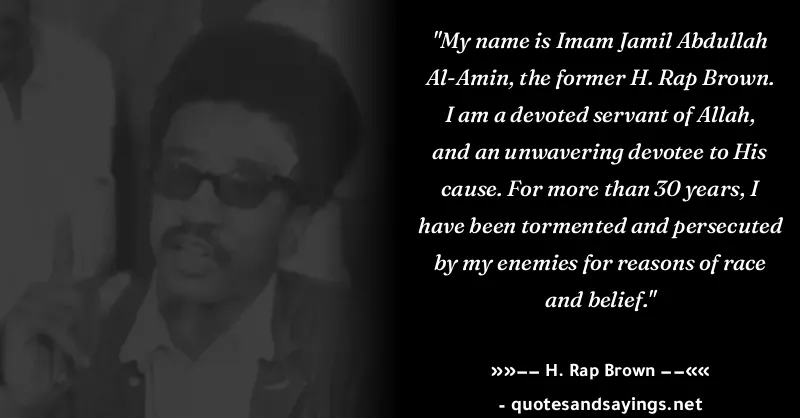 "My name is Imam Jamil Abdullah
Al-Amin, the former H. Rap Brown.
I am a devoted servant of Allah,
and an unwavering devotee to His
cause. For more than 30 years, I
have been tormented and persecuted
by my enemies for reasons of race
and belief."
»»−− H. Rap Brown −−««
- quotesandsayings.net